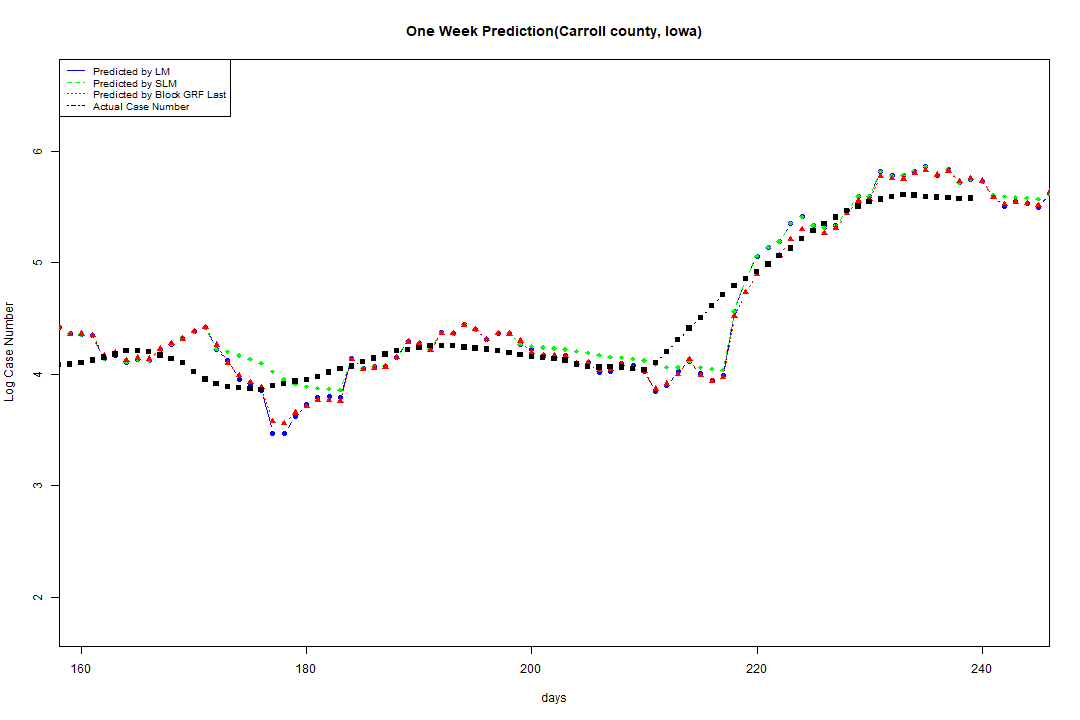 One Week Prediction(Carroll county, Iowa)
Predicted by LM
Predicted by SLM
Predicted by Block GRF Last
Actual Case Number
6
5
4
3
2
Log Case Number
160 180 200 220 240
days